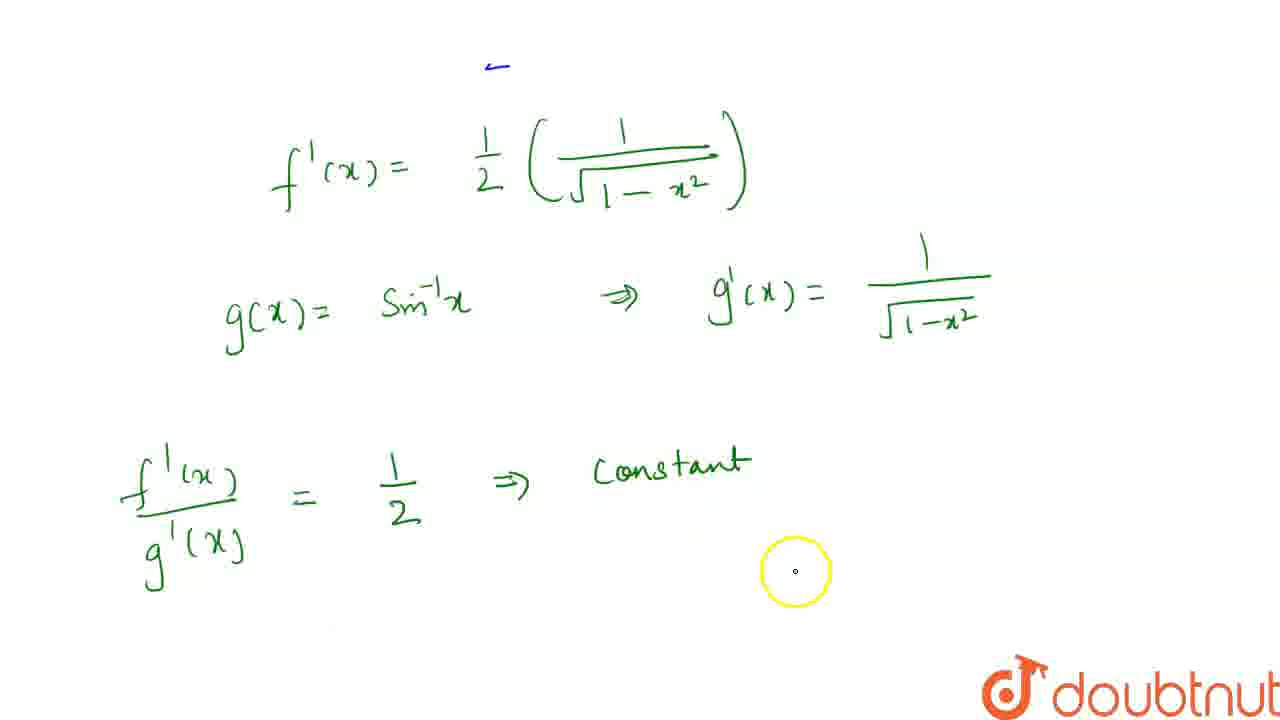 f'(x) = 1/2 (1/√(1 - x²))
g(x) = Sin⁻¹x ⇒ g'(x) = 1/√(1-x²)
f'(x)/g'(x) = 1/2 ⇒ constant
doubtnut